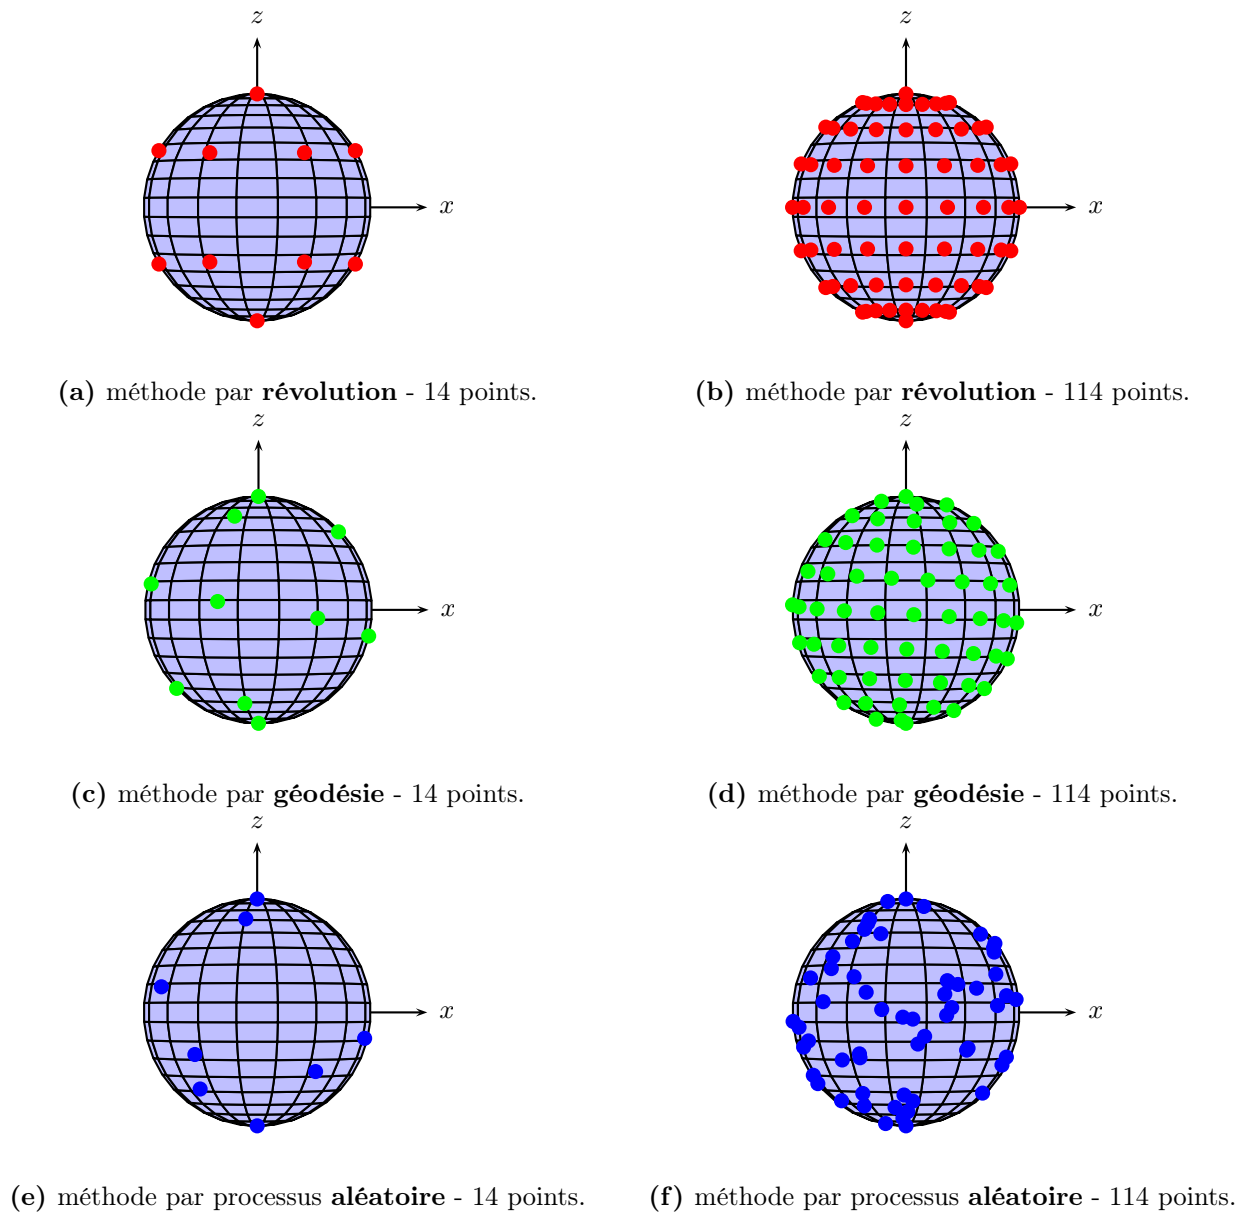 z
z
x
x
(a) méthode par révolution - 14 points.
(b) méthode par révolution - 114 points.
z
z
x
x
(c) méthode par géodésie - 14 points.
(d) méthode par géodésie - 114 points.
z
z
x
x
(e) méthode par processus aléatoire - 14 points.
(f) méthode par processus aléatoire - 114 points.